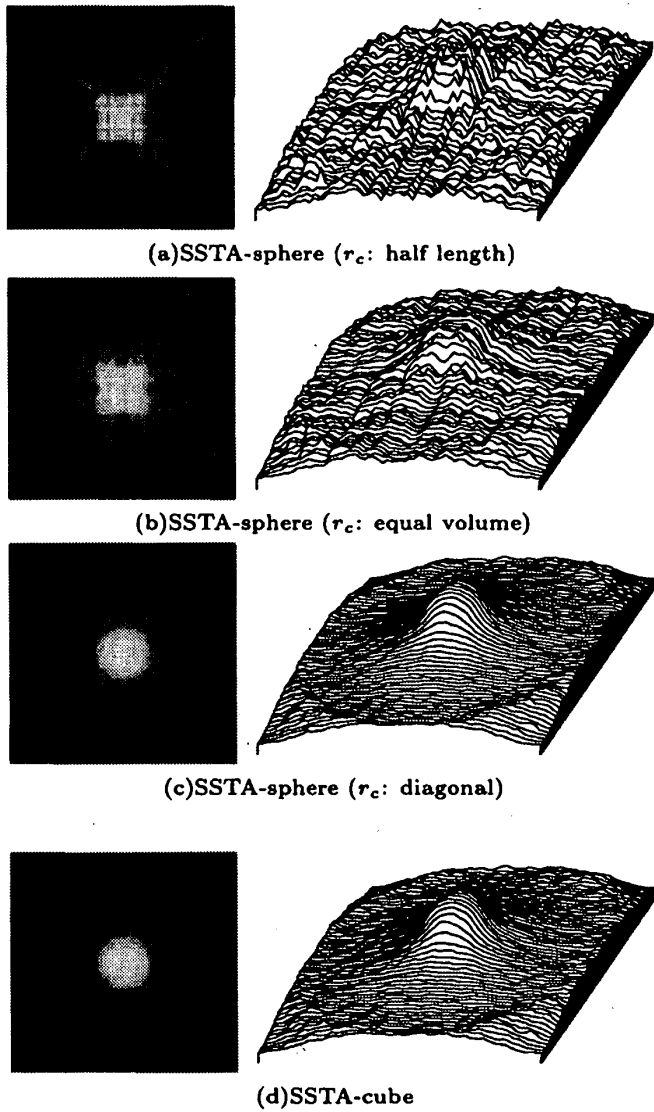 (a)SSTA-sphere (r_c: half length)
(b)SSTA-sphere (r_c: equal volume)
(c)SSTA-sphere (r_c: diagonal)
(d)SSTA-cube